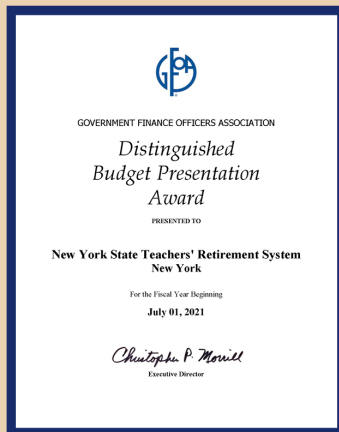 GFOA
GOVERNMENT FINANCE OFFICERS ASSOCIATION
Distinguished
Budget Presentation
Award
PRESENTED TO
New York State Teachers' Retirement System
New York
For the Fiscal Year Beginning
July 01, 2021
Christopher P. Morrill
Executive Director